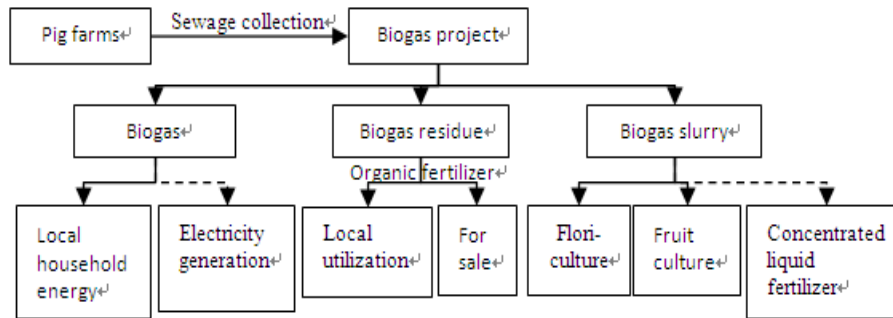 Sewage collection
Pig farms↵
Biogas project↵
Biogas↵
Biogas residue↵
Biogas slurry↵
Organic fertilizer↵
Local
household
energy↵
Electricity
generation↵
Local
utilization↵
For
sale↵
Flori-
culture↵
Fruit
culture↵
Concentrated
liquid
fertilizer↵